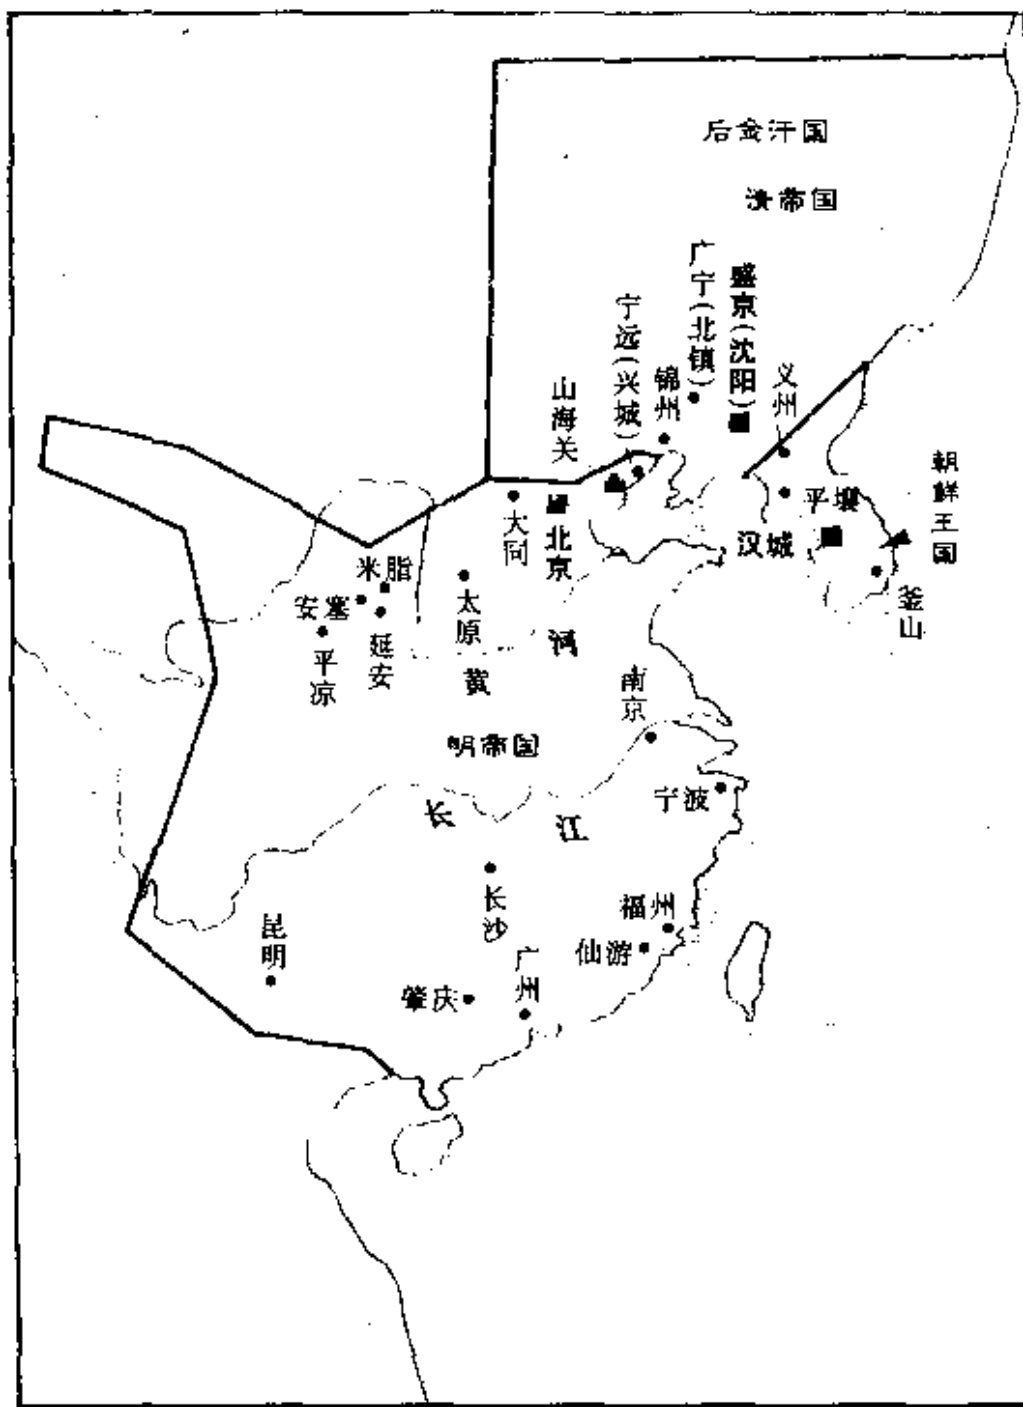 后金汗国
清帝国
广宁(北镇)
盛京(沈阳)
宁远(兴城)
锦州
义州
山海关
朝鲜王国
平壤
大同
北京
汉城
米脂
安塞
太原
釜山
延安
平凉
黄河
南京
明帝国
宁波
长江
长沙
福州
昆明
仙游
广州
肇庆